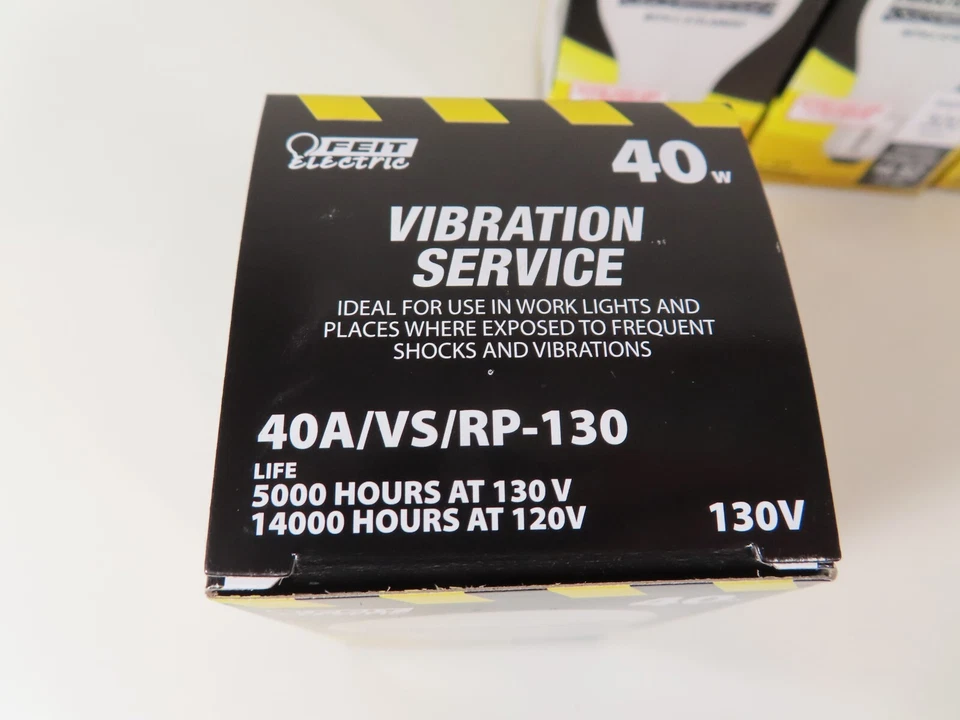 FEIT
Electric
40W
VIBRATION
SERVICE
IDEAL FOR USE IN WORK LIGHTS AND
PLACES WHERE EXPOSED TO FREQUENT
SHOCKS AND VIBRATIONS
40A/VS/RP-130
LIFE
5000 HOURS AT 130 V
14000 HOURS AT 120V
130V
40